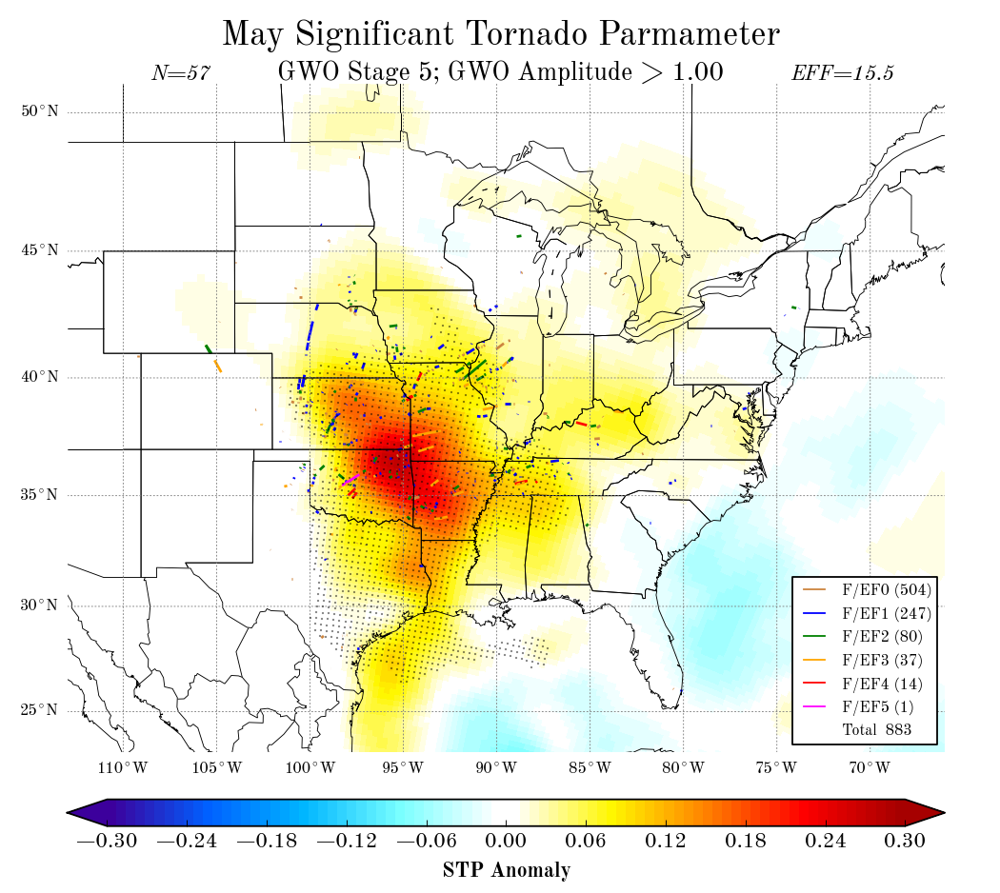 May Significant Tornado Parmameter
N=57 GWO Stage 5; GWO Amplitude > 1.00 EFF=15.5
50°N
45°N
40°N
35°N
30°N
25°N
F/EF0 (504)
F/EF1 (247)
F/EF2 (80)
F/EF3 (37)
F/EF4 (14)
F/EF5 (1)
Total 883
110°W 105°W 100°W 95°W 90°W 85°W 80°W 75°W 70°W
−0.30 −0.24 −0.18 −0.12 −0.06 0.00 0.06 0.12 0.18 0.24 0.30
STP Anomaly